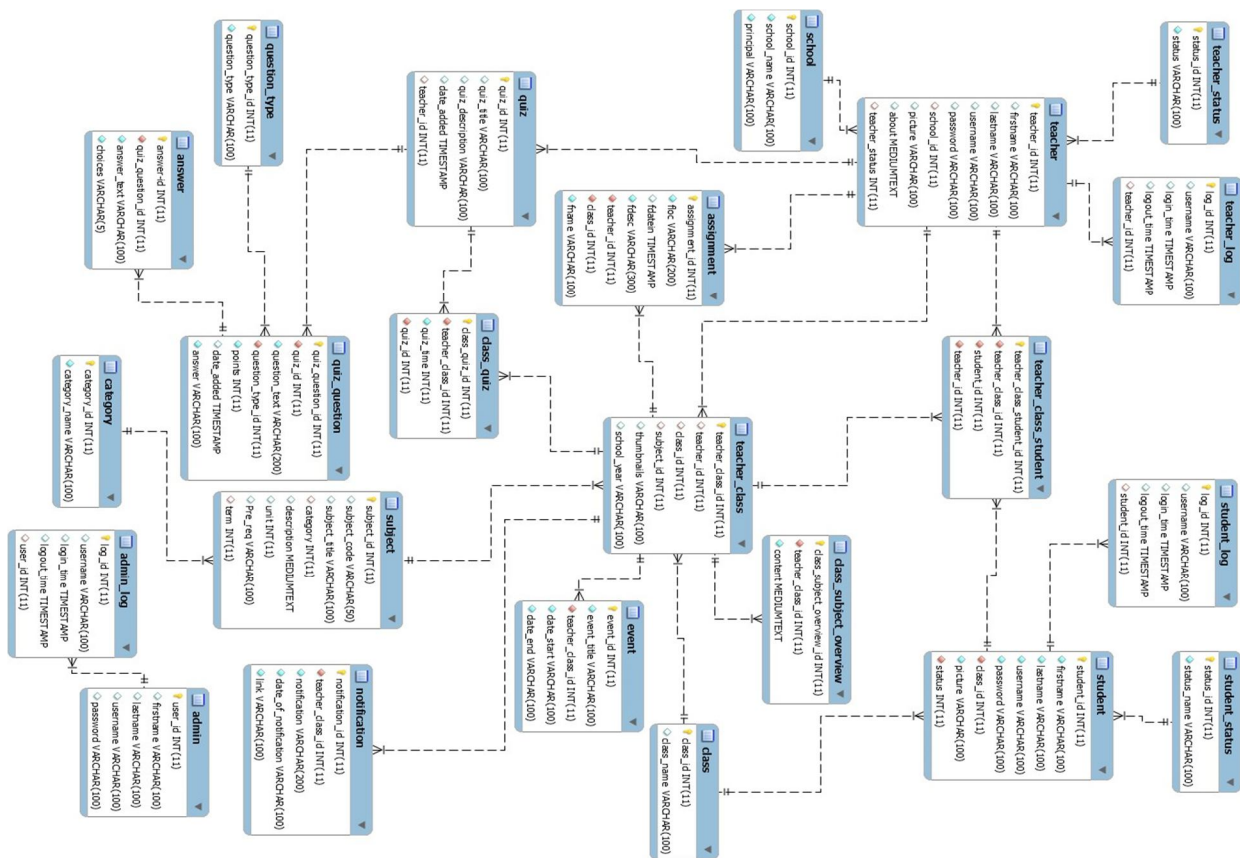 teacher_status
status_id INT(11)
status VARCHAR(100)
teacher_log
log_id INT(11)
username VARCHAR(100)
login_time TIMESTAMP
logout_time TIMESTAMP
teacher_id INT(11)
student_log
log_id INT(11)
username VARCHAR(100)
login_time TIMESTAMP
logout_time TIMESTAMP
student_id INT(11)
student_status
status_id INT(11)
status_name VARCHAR(100)
teacher
teacher_id INT(11)
firstname VARCHAR(100)
lastname VARCHAR(100)
username VARCHAR(100)
password VARCHAR(100)
school_id INT(11)
picture VARCHAR(100)
about MEDIUMTEXT
teacher_status INT(11)
teacher_class_student
teacher_class_student_id INT(11)
teacher_class_id INT(11)
student_id INT(11)
teacher_id INT(11)
student
student_id INT(11)
firstname VARCHAR(100)
lastname VARCHAR(100)
username VARCHAR(100)
password VARCHAR(100)
class_id INT(11)
picture VARCHAR(100)
status INT(11)
school
school_id INT(11)
school_name VARCHAR(100)
principal VARCHAR(100)
class_subject_overview
class_subject_overview_id INT(11)
teacher_class_id INT(11)
content MEDIUMTEXT
class
class_id INT(11)
class_name VARCHAR(100)
assignment
assignment_id INT(11)
floc VARCHAR(200)
fdatein TIMESTAMP
fdesc VARCHAR(300)
teacher_id INT(11)
class_id INT(11)
fname VARCHAR(100)
teacher_class
teacher_class_id INT(11)
teacher_id INT(11)
class_id INT(11)
subject_id INT(11)
thumbnails VARCHAR(100)
school_year VARCHAR(100)
event
event_id INT(11)
event_title VARCHAR(100)
teacher_class_id INT(11)
date_start VARCHAR(100)
date_end VARCHAR(100)
quiz
quiz_id INT(11)
quiz_title VARCHAR(100)
quiz_description VARCHAR(100)
date_added TIMESTAMP
teacher_id INT(11)
class_quiz
class_quiz_id INT(11)
teacher_class_id INT(11)
quiz_time INT(11)
quiz_id INT(11)
subject
subject_id INT(11)
subject_code VARCHAR(50)
subject_title VARCHAR(100)
category INT(11)
description MEDIUMTEXT
unit INT(11)
Pre_req VARCHAR(100)
term INT(11)
notification
notification_id INT(11)
teacher_class_id INT(11)
notification VARCHAR(200)
date_of_notification VARCHAR(100)
link VARCHAR(100)
question_type
question_type_id INT(11)
question_type VARCHAR(100)
quiz_question
quiz_question_id INT(11)
quiz_id INT(11)
question_text VARCHAR(200)
question_type_id INT(11)
points INT(11)
date_added TIMESTAMP
answer VARCHAR(100)
answer
answer-id INT(11)
quiz_question_id INT(11)
answer_text VARCHAR(100)
choices VARCHAR(5)
category
category_id INT(11)
category_name VARCHAR(100)
admin_log
log_id INT(11)
username VARCHAR(100)
login_time TIMESTAMP
logout_time TIMESTAMP
user_id INT(11)
admin
user_id INT(11)
firstname VARCHAR(100)
lastname VARCHAR(100)
username VARCHAR(100)
password VARCHAR(100)